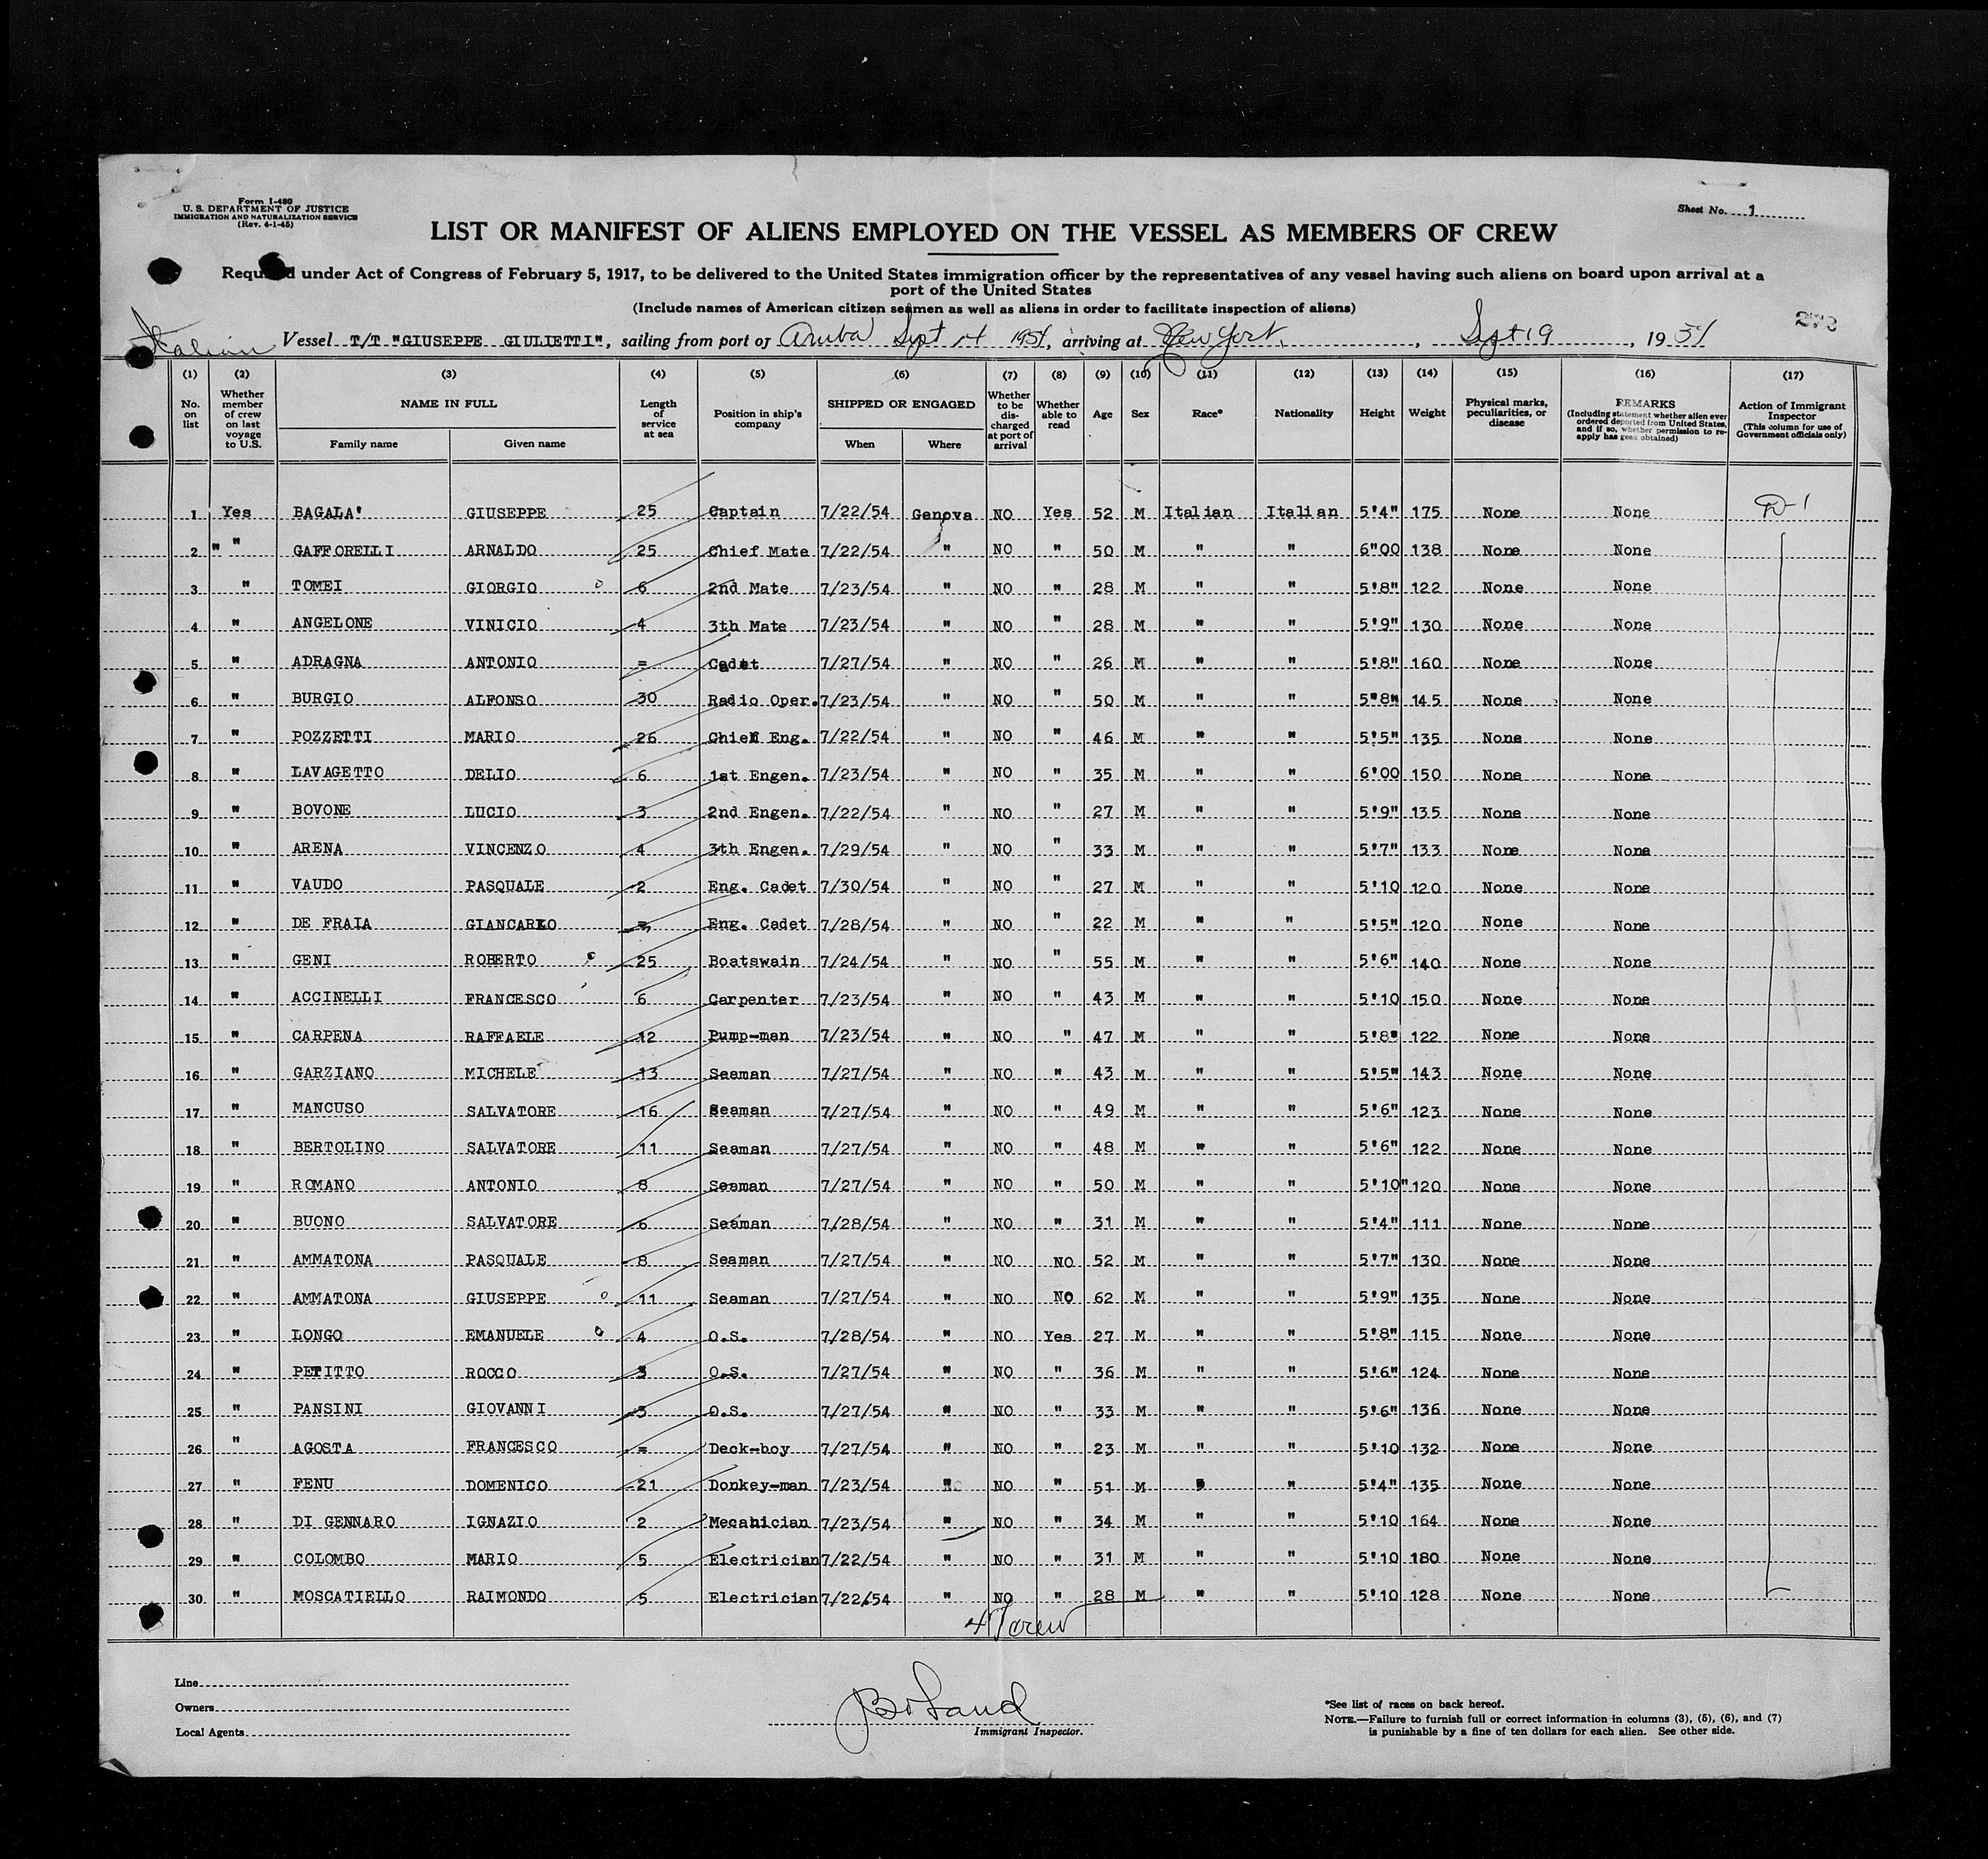 Form I-480
U. S. DEPARTMENT OF JUSTICE
IMMIGRATION AND NATURALIZATION SERVICE
(Rev. 4-1-45)
Sheet No. 1
LIST OR MANIFEST OF ALIENS EMPLOYED ON THE VESSEL AS MEMBERS OF CREW
Required under Act of Congress of February 5, 1917, to be delivered to the United States immigration officer by the representatives of any vessel having such aliens on board upon arrival at a
port of the United States
(Include names of American citizen seamen as well as aliens in order to facilitate inspection of aliens)
272
Italian Vessel T/T "GIUSEPPE GIULIETTI", sailing from port of Aruba Sept 14 1954, arriving at New York, Sept 19, 1954
(1) (2) (3) (4) (5) (6) (7) (8) (9) (10) (11) (12) (13) (14) (15) (16) (17)
No. on list Whether member of crew on last voyage to U.S. NAME IN FULL Family name Given name Length of service at sea Position in ship's company SHIPPED OR ENGAGED When Where Whether to be discharged at port of arrival Whether able to read Age Sex Race* Nationality Height Weight Physical marks, peculiarities, or disease REMARKS (Including statement whether alien ever ordered deported from United States, and if so, whether permission to re-apply has been obtained) Action of Immigrant Inspector (This column for use of Government officials only)
1 Yes BAGALA' GIUSEPPE 25 Captain 7/22/54 Genova NO Yes 52 M Italian Italian 5'4" 175 None None D-1
2 " " GAFFORELLI ARNALDO 25 Chief Mate 7/22/54 " NO " 50 M " " 6"00 138 None None
3 " TOMEI GIORGIO 6 2nd Mate 7/23/54 " NO " 28 M " " 5'8" 122 None None
4 " ANGELONE VINICIO 4 3th Mate 7/23/54 " NO " 28 M " " 5'9" 130 None None
5 " ADRAGNA ANTONIO = Cadet 7/27/54 " NO " 26 M " " 5'8" 160 None None
6 " BURGIO ALFONSO 30 Radio Oper. 7/23/54 " NO " 50 M " " 5"8" 145 None None
7 " POZZETTI MARIO 26 Chief Eng. 7/22/54 " NO " 46 M " " 5'5" 135 None None
8 " LAVAGETTO DELIO 6 1st Engen. 7/23/54 " NO " 35 M " " 6'00 150 None None
9 " BOVONE LUCIO 3 2nd Engen. 7/22/54 " NO " 27 M " " 5'9" 135 None None
10 " ARENA VINCENZO 4 3th Engen. 7/29/54 " NO " 33 M " " 5'7" 133 None None
11 " VAUDO PASQUALE 2 Eng. Cadet 7/30/54 " NO " 27 M " " 5'10 120 None None
12 " DE FRAIA GIANCARLO = Eng. Cadet 7/28/54 " NO " 22 M " " 5'5" 120 None None
13 " GENI ROBERTO 25 Boatswain 7/24/54 " NO " 55 M " " 5'6" 140 None None
14 " ACCINELLI FRANCESCO 6 Carpenter 7/23/54 " NO " 43 M " " 5'10 150 None None
15 " CARPENA RAFFAELE 12 Pump-man 7/23/54 " NO " 47 M " " 5'8" 122 None None
16 " GARZIANO MICHELE 13 Seaman 7/27/54 " NO " 43 M " " 5'5" 143 None None
17 " MANCUSO SALVATORE 16 Seaman 7/27/54 " NO " 49 M " " 5'6" 123 None None
18 " BERTOLINO SALVATORE 11 Seaman 7/27/54 " NO " 48 M " " 5'6" 122 None None
19 " ROMANO ANTONIO 8 Seaman 7/27/54 " NO " 50 M " " 5'10" 120 None None
20 " BUONO SALVATORE 6 Seaman 7/28/54 " NO " 31 M " " 5'4" 111 None None
21 " AMMATONA PASQUALE 8 Seaman 7/27/54 " NO NO 52 M " " 5'7" 130 None None
22 " AMMATONA GIUSEPPE 11 Seaman 7/27/54 " NO NO 62 M " " 5'9" 135 None None
23 " LONGO EMANUELE 4 O.S. 7/28/54 " NO Yes 27 M " " 5'8" 115 None None
24 " PETITTO ROCCO 3 O.S. 7/27/54 " NO " 36 M " " 5'6" 124 None None
25 " PANSINI GIOVANNI 3 O.S. 7/27/54 " NO " 33 M " " 5'6" 136 None None
26 " AGOSTA FRANCESCO = Deck-boy 7/27/54 " NO " 23 M " " 5'10 132 None None
27 " FENU DOMENICO 21 Donkey-man 7/23/54 " NO " 51 M " " 5'4" 135 None None
28 " DI GENNARO IGNAZIO 2 Mecahician 7/23/54 " NO " 34 M " " 5'10 164 None None
29 " COLOMBO MARIO 5 Electrician 7/22/54 " NO " 31 M " " 5'10 180 None None
30 " MOSCATIELLO RAIMONDO 5 Electrician 7/22/54 " NO " 28 M " " 5'10 128 None None
47 crew
Line
Owners
Local Agents
Immigrant Inspector.
*See list of races on back hereof.
NOTE.—Failure to furnish full or correct information in columns (3), (5), (6), and (7)
is punishable by a fine of ten dollars for each alien. See other side.